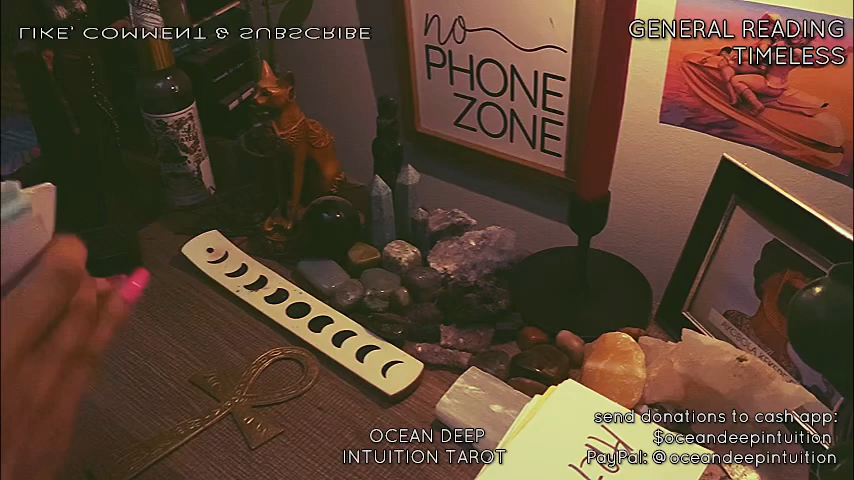 LIKE, COMMENT & SUBSCRIBE
GENERAL READING
TIMELESS
no
PHONE
ZONE
OCEAN DEEP
INTUITION TAROT
send donations to cash app:
$oceandeepintuition
PayPal: @oceandeepintuition